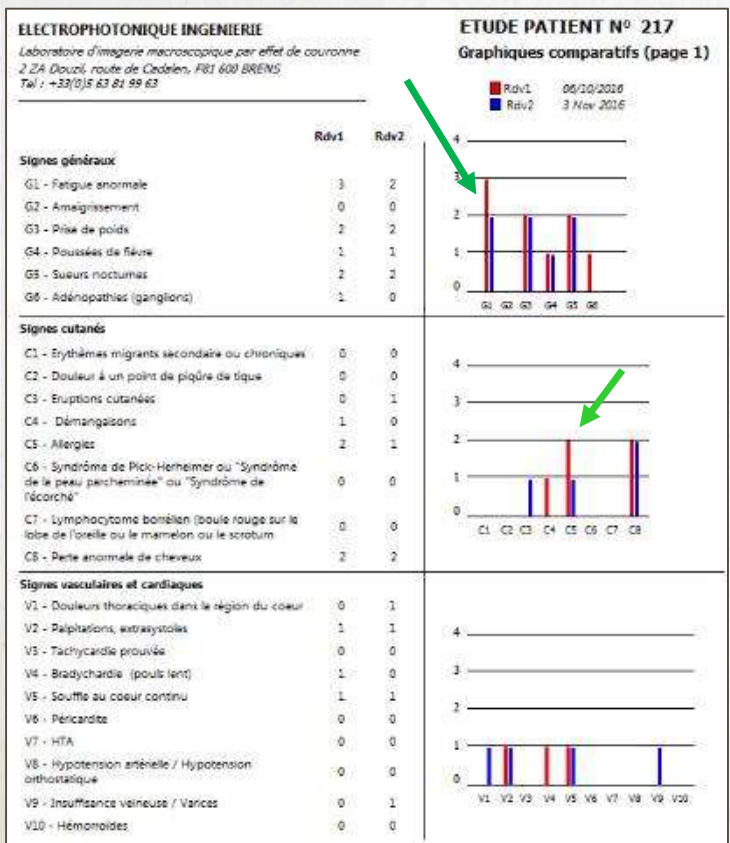 ELECTROPHOTONIQUE INGENIERIE
Laboratoire d'imagerie macroscopique par effet de couronne
2 ZA Douzil, route de Cadalen, F81 600 BRENS
Tel : +33(0)5 63 81 99 63
ETUDE PATIENT N° 217
Graphiques comparatifs (page 1)
Rdv1 06/10/2016
Rdv2 3 Nov 2016
Rdv1 Rdv2
Signes généraux
G1 - Fatigue anormale 3 2
G2 - Amaigrissement 0 0
G3 - Prise de poids 2 2
G4 - Poussées de fièvre 1 1
G5 - Sueurs nocturnes 2 2
G6 - Adénopathies (ganglions) 1 0
4
3
2
1
0
G1 G2 G3 G4 G5 G6
Signes cutanés
C1 - Erythèmes migrants secondaire ou chroniques 0 0
C2 - Douleur à un point de piqûre de tique 0 0
C3 - Eruptions cutanées 0 1
C4 - Démangaisons 1 0
C5 - Allergies 2 1
C6 - Syndrôme de Pick-Herheimer ou "Syndrôme
de la peau parcheminée" ou "Syndrôme de 0 0
l'écorché"
C7 - Lymphocytome borrélien (boule rouge sur le
lobe de l'oreille ou le mamelon ou le scrotum 0 0
C8 - Perte anormale de cheveux 2 2
4
3
2
1
0
C1 C2 C3 C4 C5 C6 C7 C8
Signes vasculaires et cardiaques
V1 - Douleurs thoraciques dans la région du coeur 0 1
V2 - Palpitations, extrasystoles 1 1
V3 - Tachycardie prouvée 0 0
V4 - Bradychardie (pouls lent) 1 0
V5 - Souffle au coeur continu 1 1
V6 - Péricardite 0 0
V7 - HTA 0 0
V8 - Hypotension artérielle / Hypotension
orthostatique 0 0
V9 - Insuffisance veineuse / Varices 0 1
V10 - Hémorroides 0 0
4
3
2
1
0
V1 V2 V3 V4 V5 V6 V7 V8 V9 V10